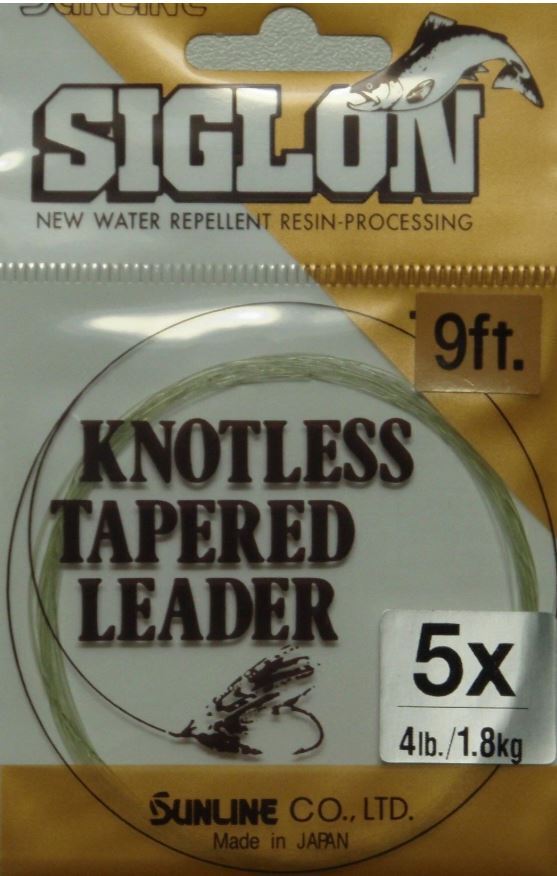 SUNLINE
SIGLON
NEW WATER REPELLENT RESIN-PROCESSING
9ft.
KNOTLESS
TAPERED
LEADER
5x
4lb./1.8kg
SUNLINE CO., LTD.
Made in JAPAN